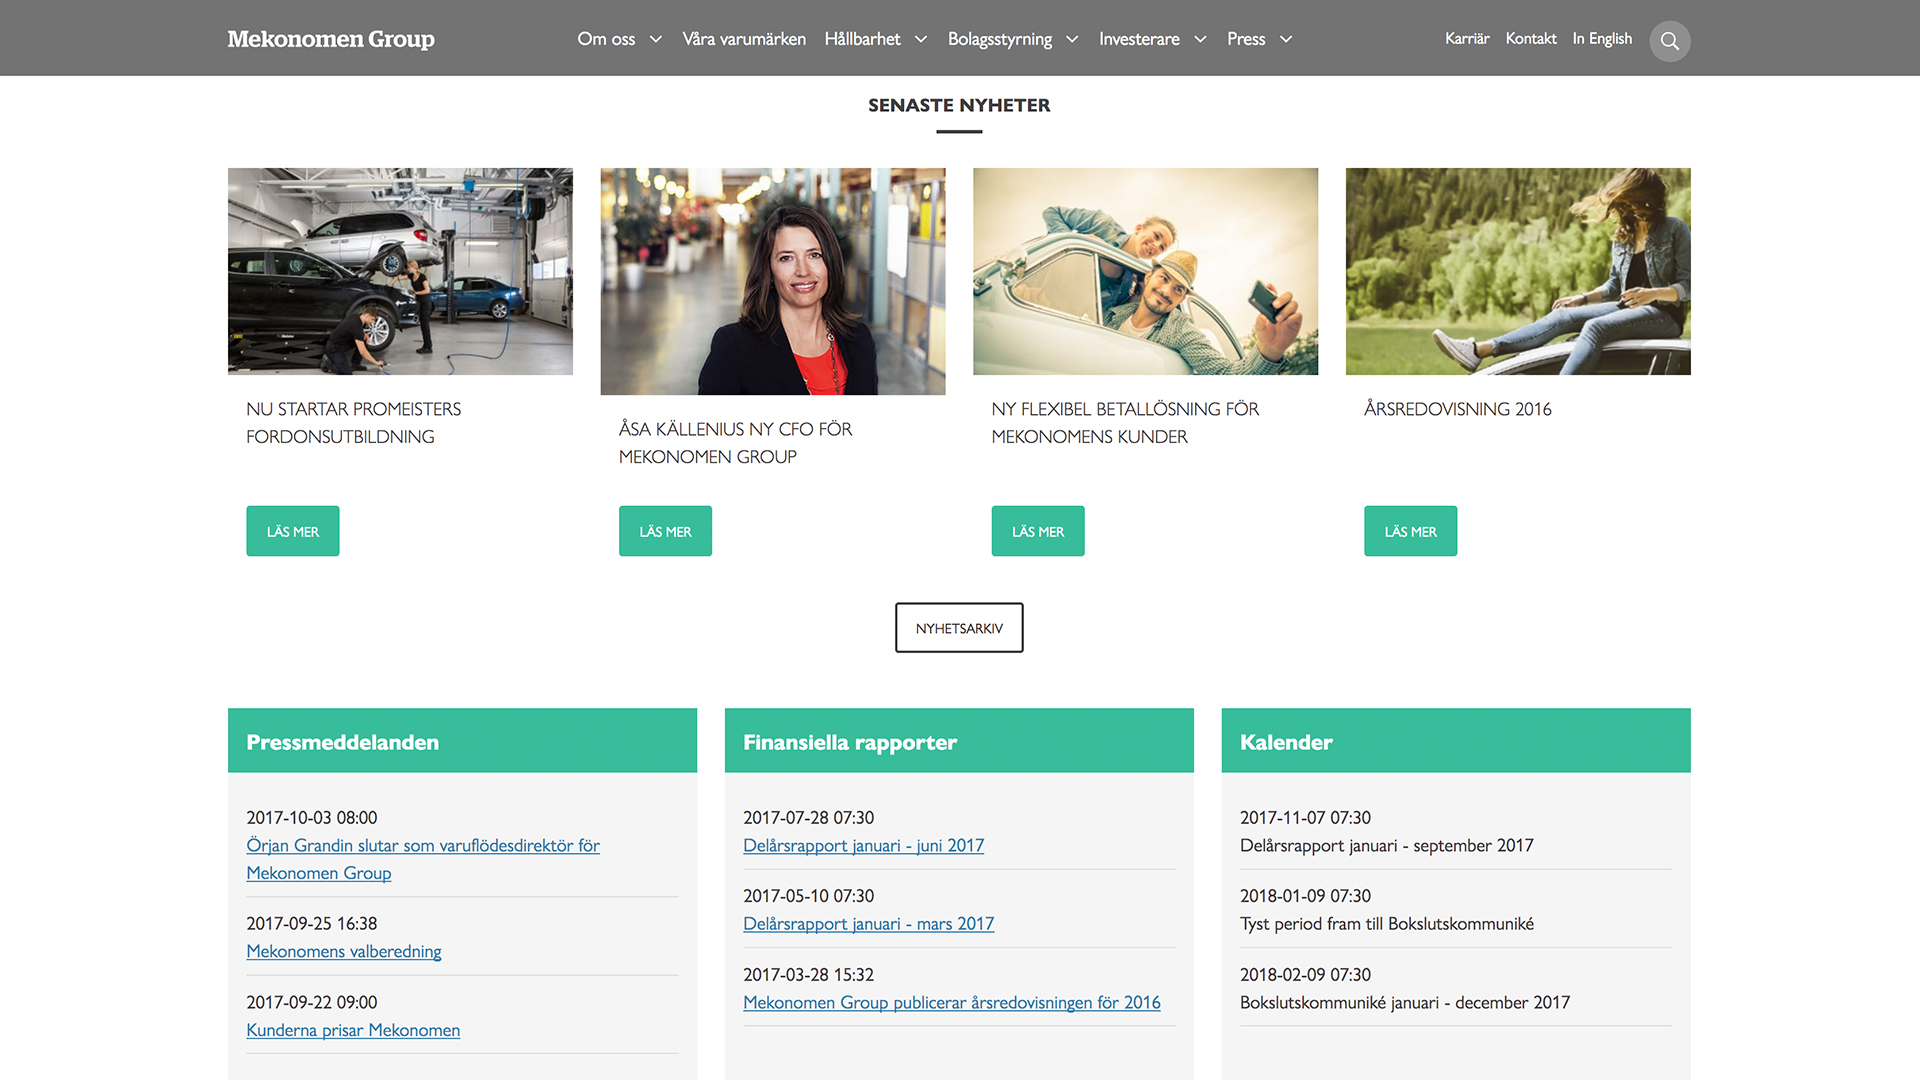 Mekonomen Group
Om oss
Våra varumärken
Hållbarhet
Bolagsstyrning
Investerare
Press
Karriär
Kontakt
In English
SENASTE NYHETER
NU STARTAR PROMEISTERS
FORDONSUTBILDNING
LÄS MER
ÅSA KÄLLENIUS NY CFO FÖR
MEKONOMEN GROUP
LÄS MER
NY FLEXIBEL BETALLÖSNING FÖR
MEKONOMENS KUNDER
LÄS MER
ÅRSREDOVISNING 2016
LÄS MER
NYHETSARKIV
Pressmeddelanden
2017-10-03 08:00
Örjan Grandin slutar som varuflödesdirektör för
Mekonomen Group
2017-09-25 16:38
Mekonomens valberedning
2017-09-22 09:00
Kunderna prisar Mekonomen
Finansiella rapporter
2017-07-28 07:30
Delårsrapport januari - juni 2017
2017-05-10 07:30
Delårsrapport januari - mars 2017
2017-03-28 15:32
Mekonomen Group publicerar årsredovisningen för 2016
Kalender
2017-11-07 07:30
Delårsrapport januari - september 2017
2018-01-09 07:30
Tyst period fram till Bokslutskommuniké
2018-02-09 07:30
Bokslutskommuniké januari - december 2017